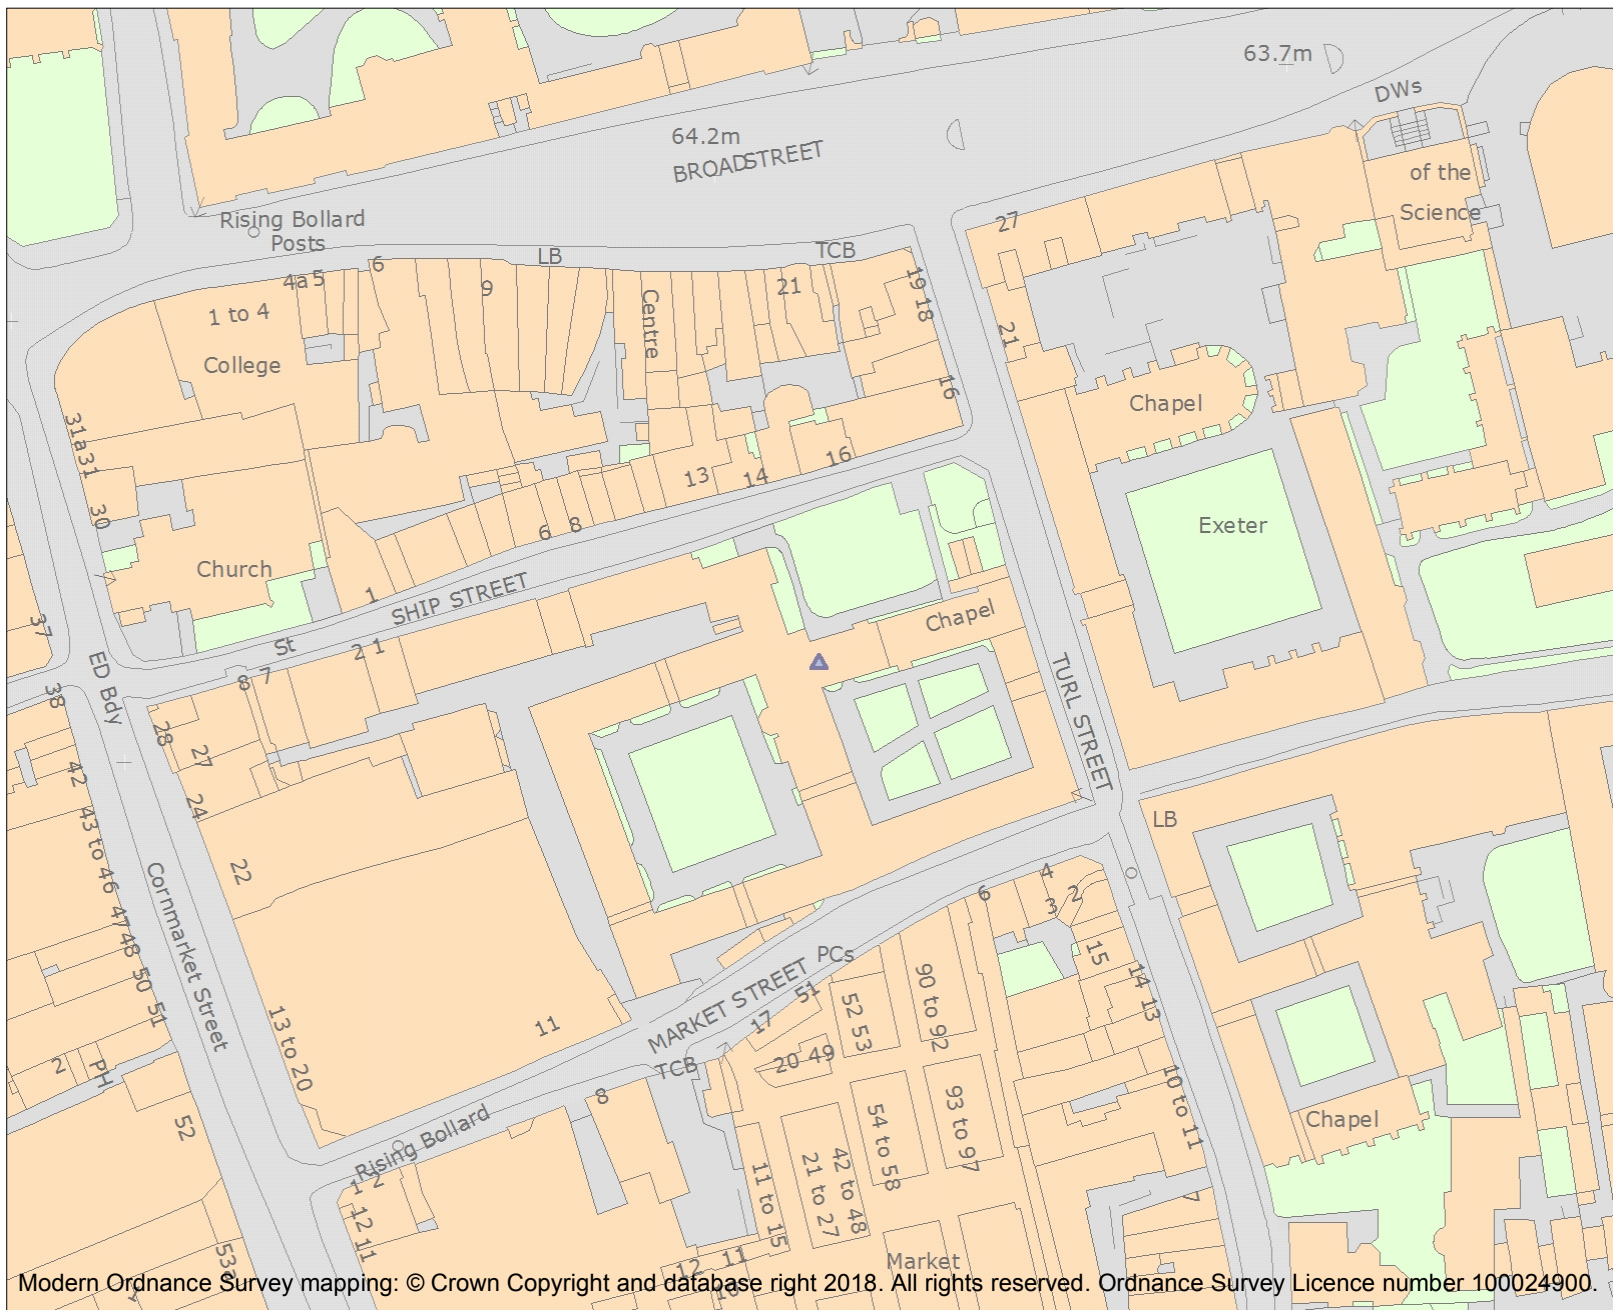 63.7m
DWs
64.2m
BROAD STREET
of the
Science
Rising Bollard
Posts
27
LB
TCB
6
4a
5
9
21
19
18
1 to 4
Centre
21
College
16
Chapel
31a
31
13
14
16
30
6
8
Exeter
Church
1
SHIP STREET
Chapel
37
St
2
1
ED Bdy
8
7
38
TURL STREET
28
27
42
24
LB
43 to 46
22
4
6
3
2
Cornmarket Street
47
48
50
51
PCs
15
90 to 92
MARKET STREET
51
14
13
13 to 20
11
17
52
53
2
PH
TCB
20
49
8
93 to 97
10 to 11
52
Rising Bollard
54 to 58
Chapel
1
2
11 to 15
21 to 27
42 to 48
7
12
11
53a
12
11
Market
1
10
Modern Ordnance Survey mapping: © Crown Copyright and database right 2018. All rights reserved. Ordnance Survey Licence number 100024900.